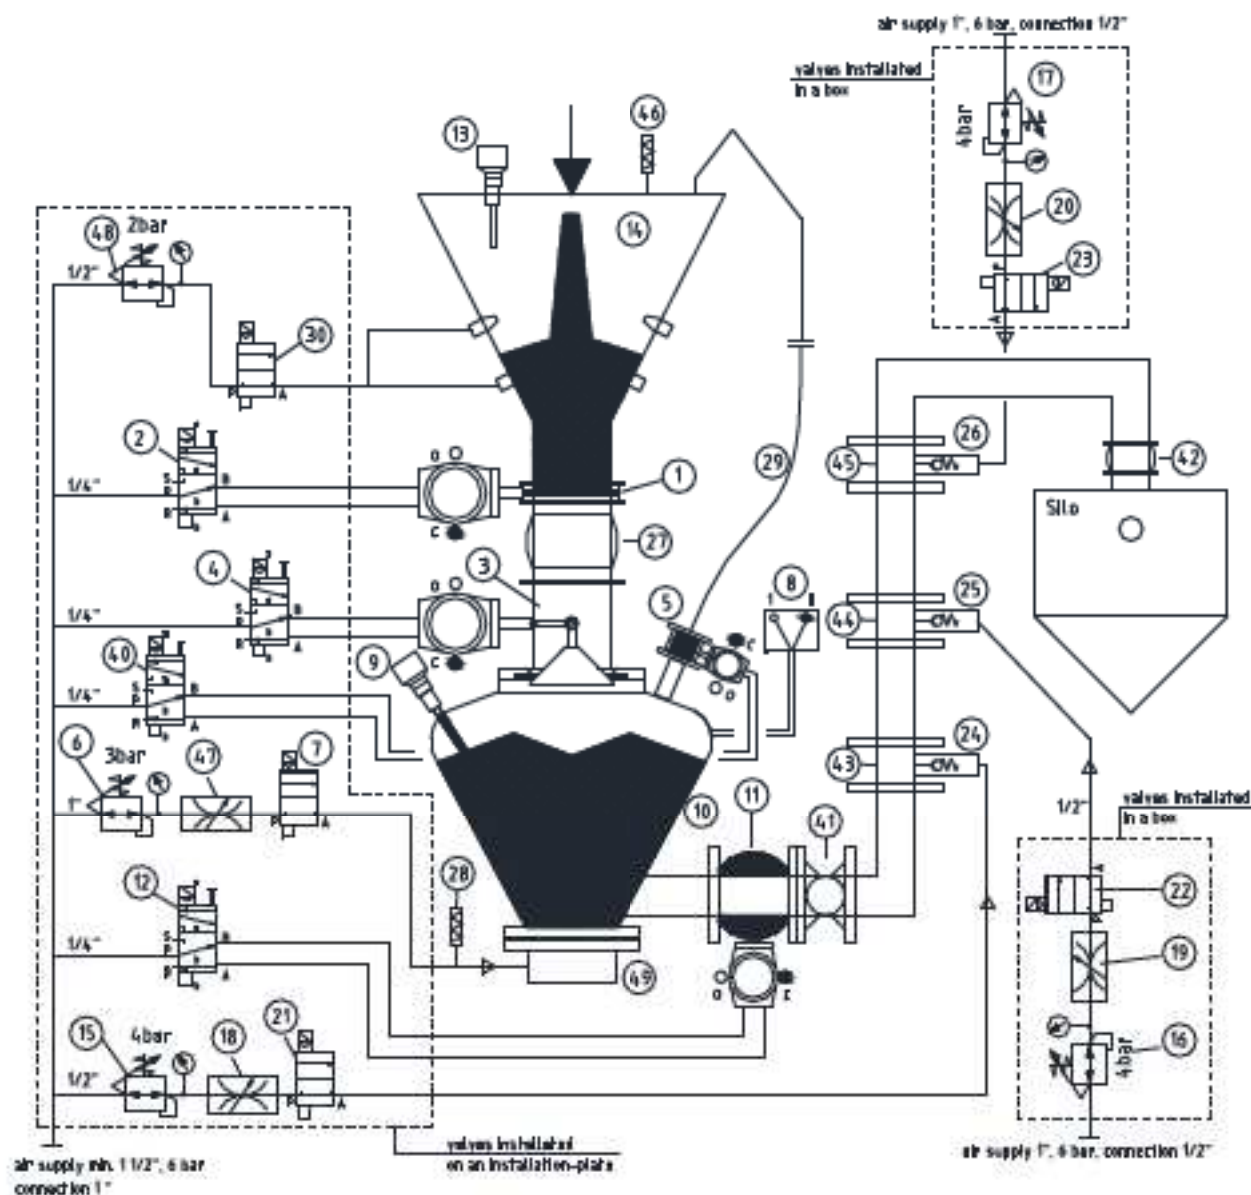 air supply 1", 6 bar, connection 1/2"
valves installated
in a box
17
4bar
20
23
13
46
14
48
2bar
1/2"
30
P
A
2
1/4"
S
P
R
B
A
O
C
1
27
29
26
45
42
Silo
4
1/4"
S
P
R
B
A
O
C
3
5
C
O
8
1
25
44
40
1/4"
S
P
R
B
A
9
6
3bar
1"
47
7
P
A
10
11
41
24
43
1/2"
valves installated
in a box
22
19
16
4bar
12
1/4"
S
P
R
B
A
28
49
O
15
4bar
1/2"
18
21
A
air supply min. 1 1/2", 6 bar
connection 1"
valves installated
on an installation-plate
air supply 1", 6 bar, connection 1/2"